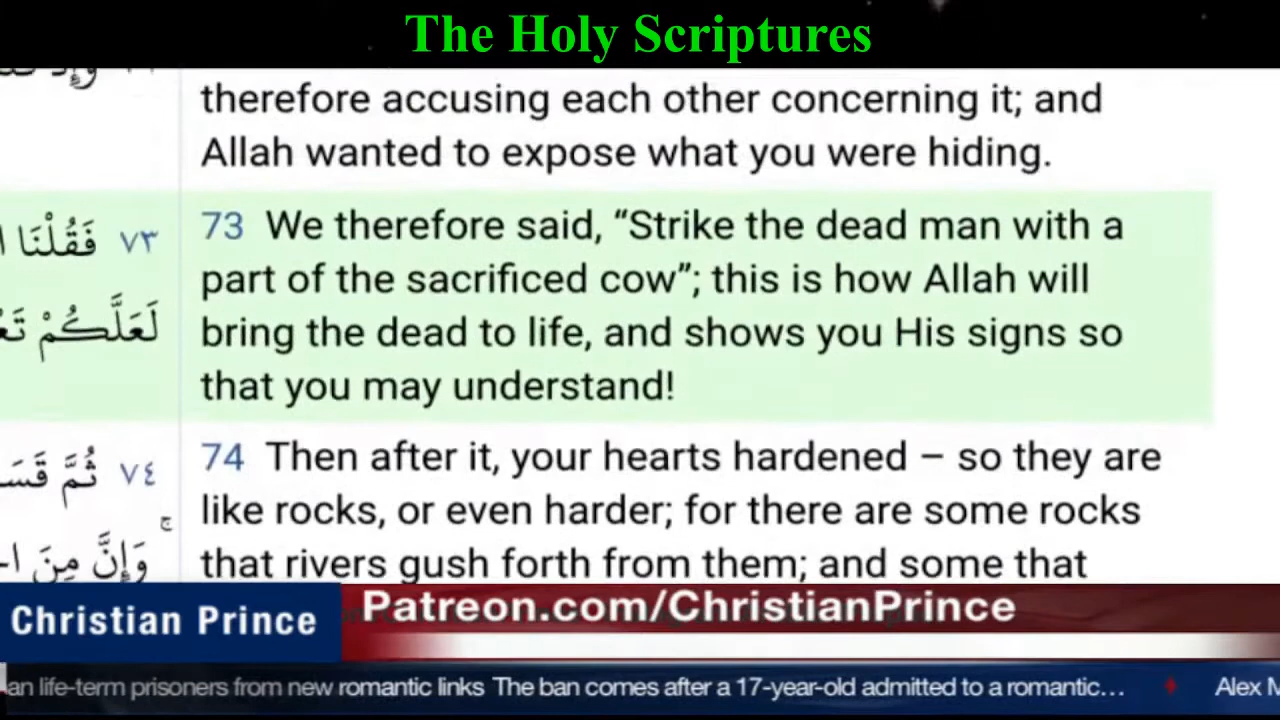 The Holy Scriptures
therefore accusing each other concerning it; and
Allah wanted to expose what you were hiding.
73 We therefore said, “Strike the dead man with a
part of the sacrificed cow”; this is how Allah will
bring the dead to life, and shows you His signs so
that you may understand!
٧٣ فَقُلْنَا
لَعَلَّكُمْ
74 Then after it, your hearts hardened – so they are
like rocks, or even harder; for there are some rocks
that rivers gush forth from them; and some that
٧٤ ثُمَّ
وَإِنَّ مِنَ
Christian Prince
Patreon.com/ChristianPrince
an life-term prisoners from new romantic links The ban comes after a 17-year-old admitted to a romantic… Alex